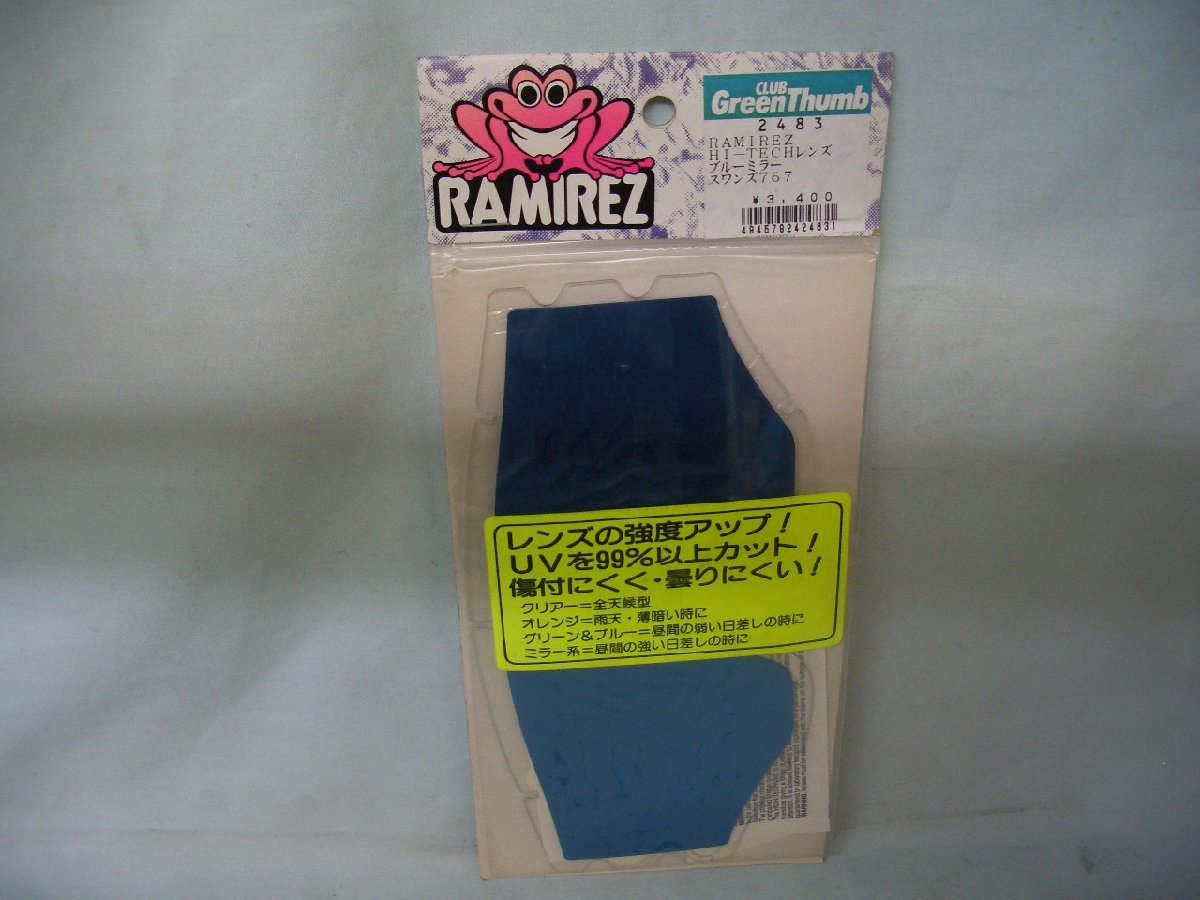 RAMIREZ
CLUB
GreenThumb
2483
RAMIREZ
HI-TECHレンズ
ブルーミラー
スワンズ767
¥3,400
レンズの強度アップ!
UVを99%以上カット!
傷付にくく・曇りにくい!
クリアー=全天候型
オレンジ=雨天・薄暗い時に
グリーン&ブルー=昼間の弱い日差しの時に
ミラー系=昼間の強い日差しの時に